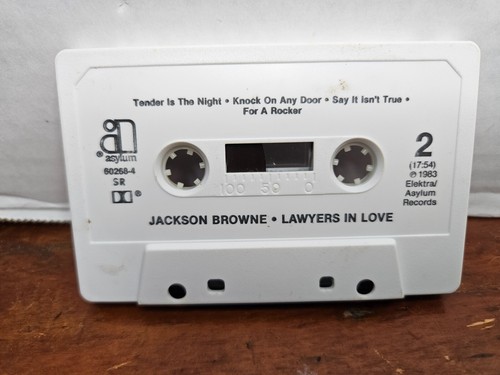 Tender Is The Night • Knock On Any Door • Say It Isn't True •
For A Rocker
® asylum
60268-4
SR
2
(17:54)
℗ 1983
Elektra/
Asylum
Records
100 50 0
JACKSON BROWNE • LAWYERS IN LOVE